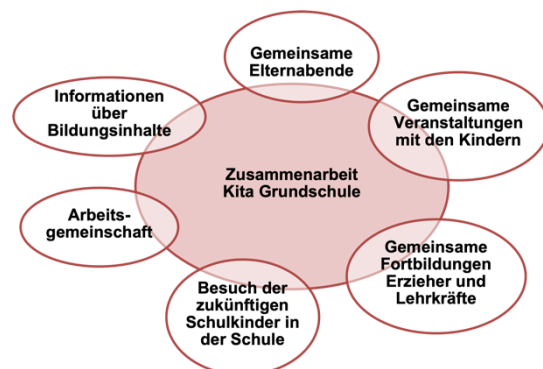 Gemeinsame
Elternabende
Informationen
über
Bildungsinhalte
Gemeinsame
Veranstaltungen
mit den Kindern
Zusammenarbeit
Kita Grundschule
Arbeits-
gemeinschaft
Gemeinsame
Fortbildungen
Erzieher und
Lehrkräfte
Besuch der
zukünftigen
Schulkinder in
der Schule